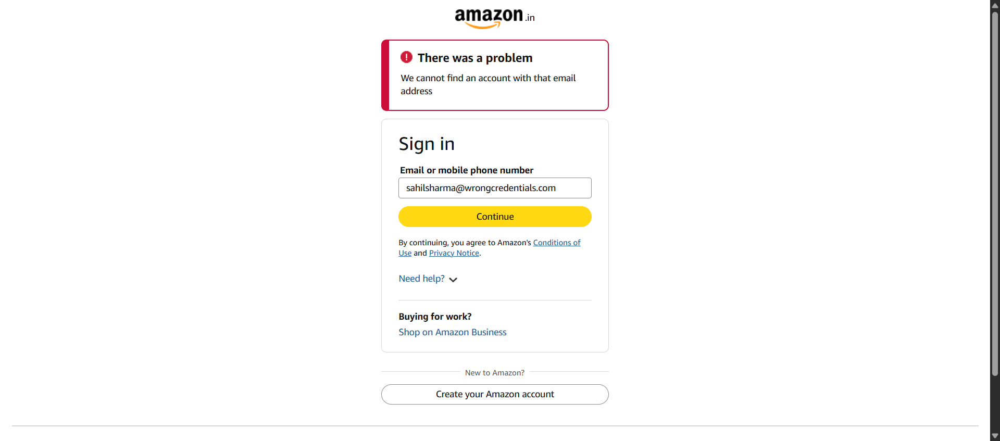 amazon.in
There was a problem
We cannot find an account with that email
address
Sign in
Email or mobile phone number
sahilsharma@wrongcredentials.com
Continue
By continuing, you agree to Amazon's Conditions of
Use and Privacy Notice.
Need help?
Buying for work?
Shop on Amazon Business
New to Amazon?
Create your Amazon account